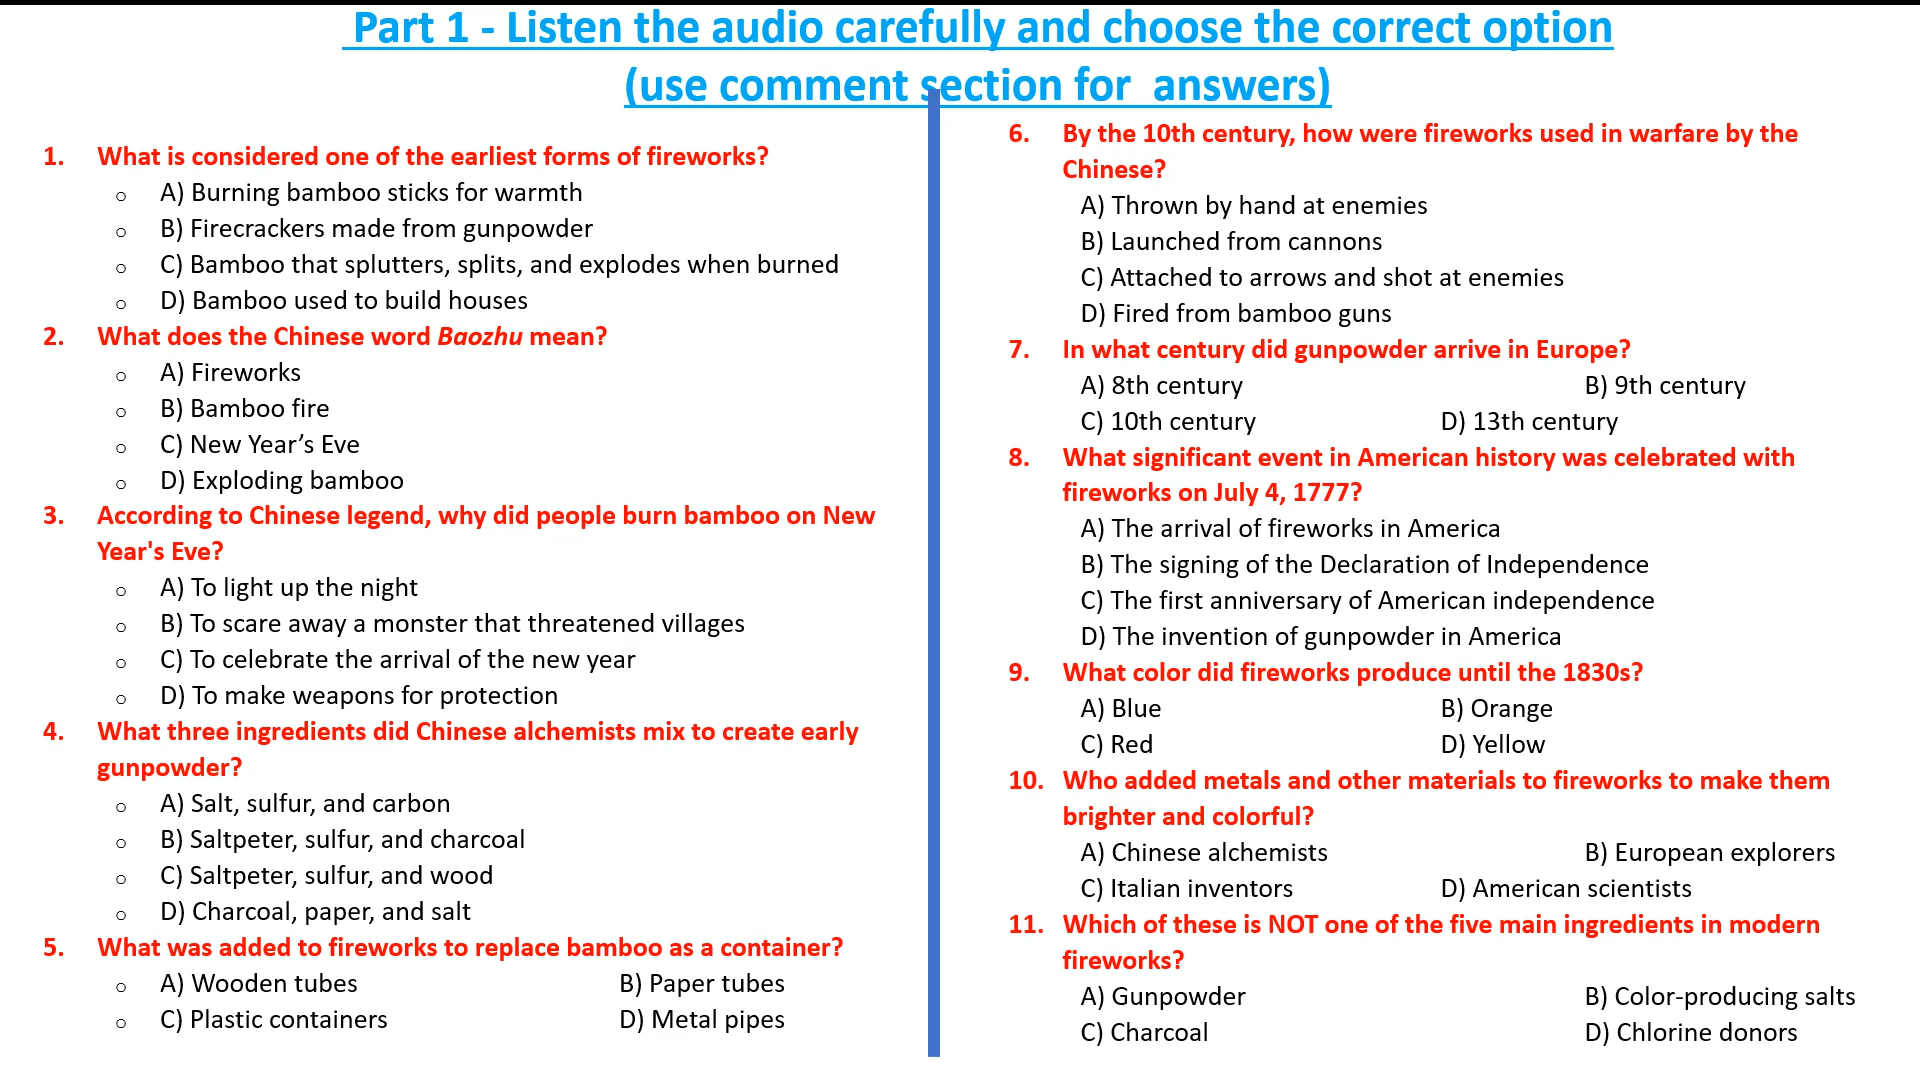 Part 1 - Listen the audio carefully and choose the correct option
(use comment section for answers)
1. What is considered one of the earliest forms of fireworks?
o A) Burning bamboo sticks for warmth
o B) Firecrackers made from gunpowder
o C) Bamboo that splutters, splits, and explodes when burned
o D) Bamboo used to build houses
2. What does the Chinese word Baozhu mean?
o A) Fireworks
o B) Bamboo fire
o C) New Year’s Eve
o D) Exploding bamboo
3. According to Chinese legend, why did people burn bamboo on New
Year's Eve?
o A) To light up the night
o B) To scare away a monster that threatened villages
o C) To celebrate the arrival of the new year
o D) To make weapons for protection
4. What three ingredients did Chinese alchemists mix to create early
gunpowder?
o A) Salt, sulfur, and carbon
o B) Saltpeter, sulfur, and charcoal
o C) Saltpeter, sulfur, and wood
o D) Charcoal, paper, and salt
5. What was added to fireworks to replace bamboo as a container?
o A) Wooden tubes B) Paper tubes
o C) Plastic containers D) Metal pipes
6. By the 10th century, how were fireworks used in warfare by the
Chinese?
A) Thrown by hand at enemies
B) Launched from cannons
C) Attached to arrows and shot at enemies
D) Fired from bamboo guns
7. In what century did gunpowder arrive in Europe?
A) 8th century B) 9th century
C) 10th century D) 13th century
8. What significant event in American history was celebrated with
fireworks on July 4, 1777?
A) The arrival of fireworks in America
B) The signing of the Declaration of Independence
C) The first anniversary of American independence
D) The invention of gunpowder in America
9. What color did fireworks produce until the 1830s?
A) Blue B) Orange
C) Red D) Yellow
10. Who added metals and other materials to fireworks to make them
brighter and colorful?
A) Chinese alchemists B) European explorers
C) Italian inventors D) American scientists
11. Which of these is NOT one of the five main ingredients in modern
fireworks?
A) Gunpowder B) Color-producing salts
C) Charcoal D) Chlorine donors